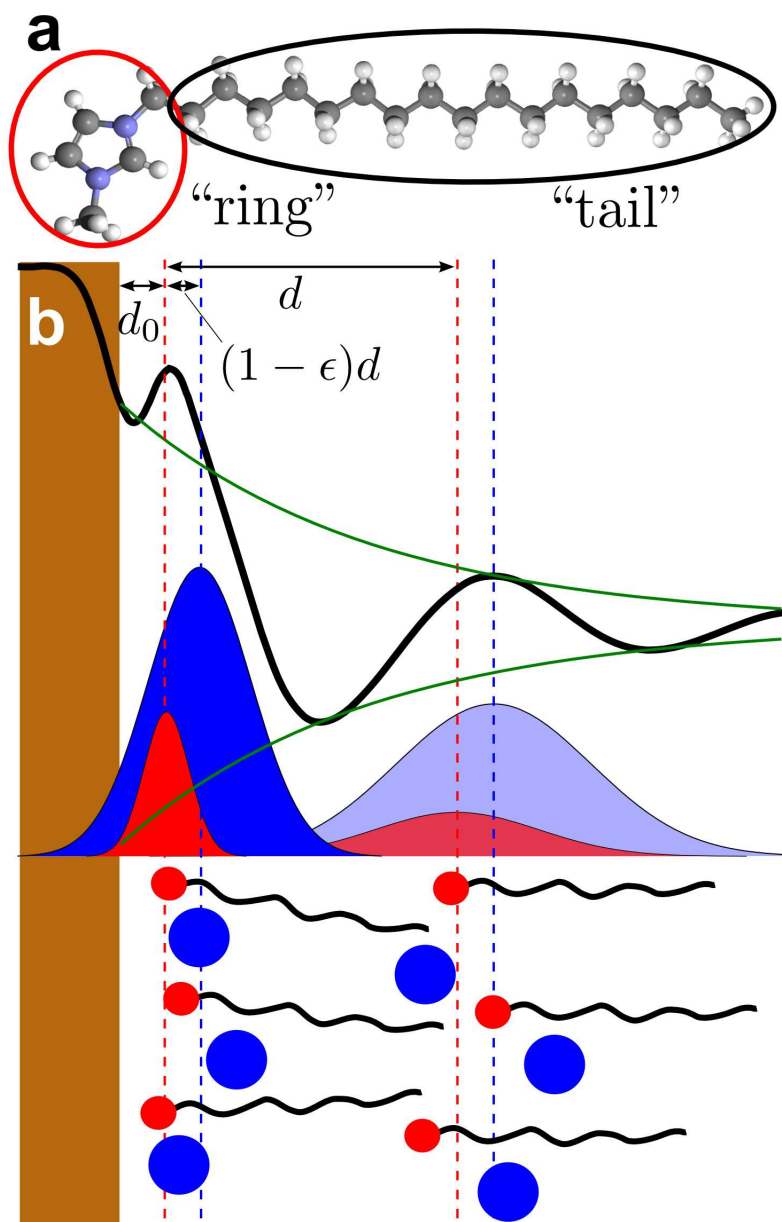 a
“ring” “tail”
b
d₀
d
(1 − ϵ)d